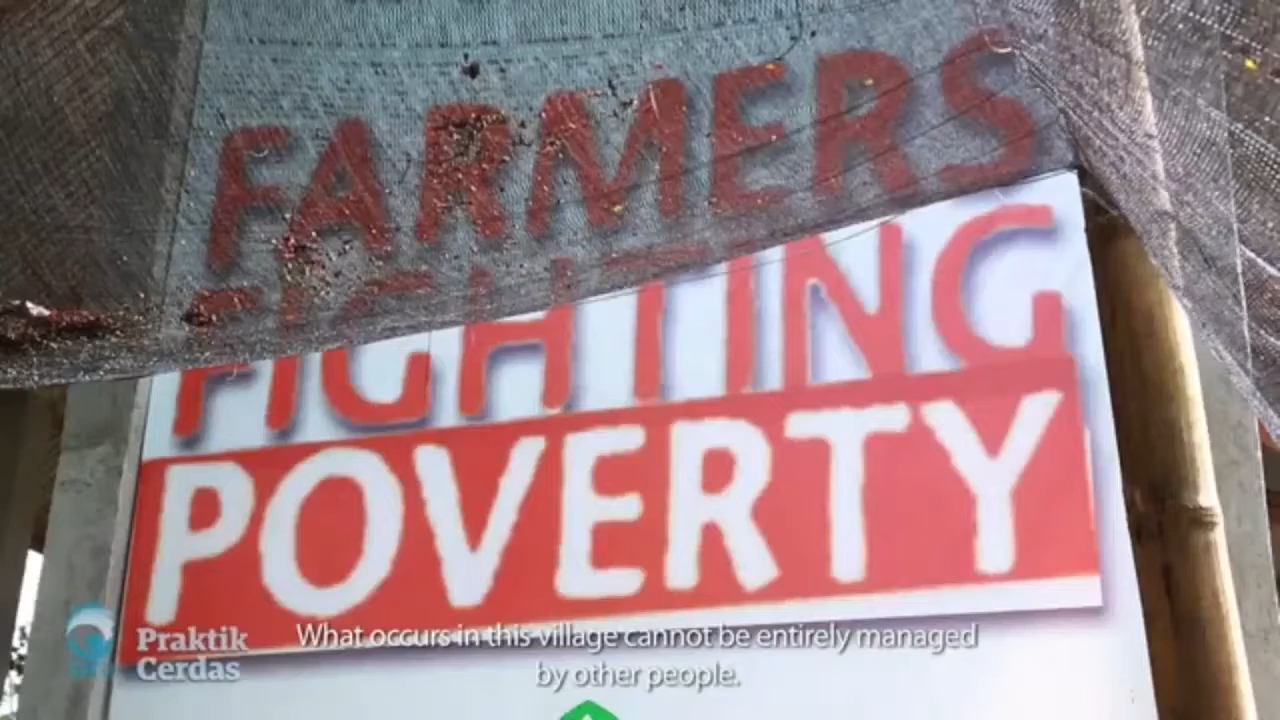 FARMERS
FIGHTING
POVERTY
Praktik
Cerdas
What occurs in this village cannot be entirely managed
by other people.